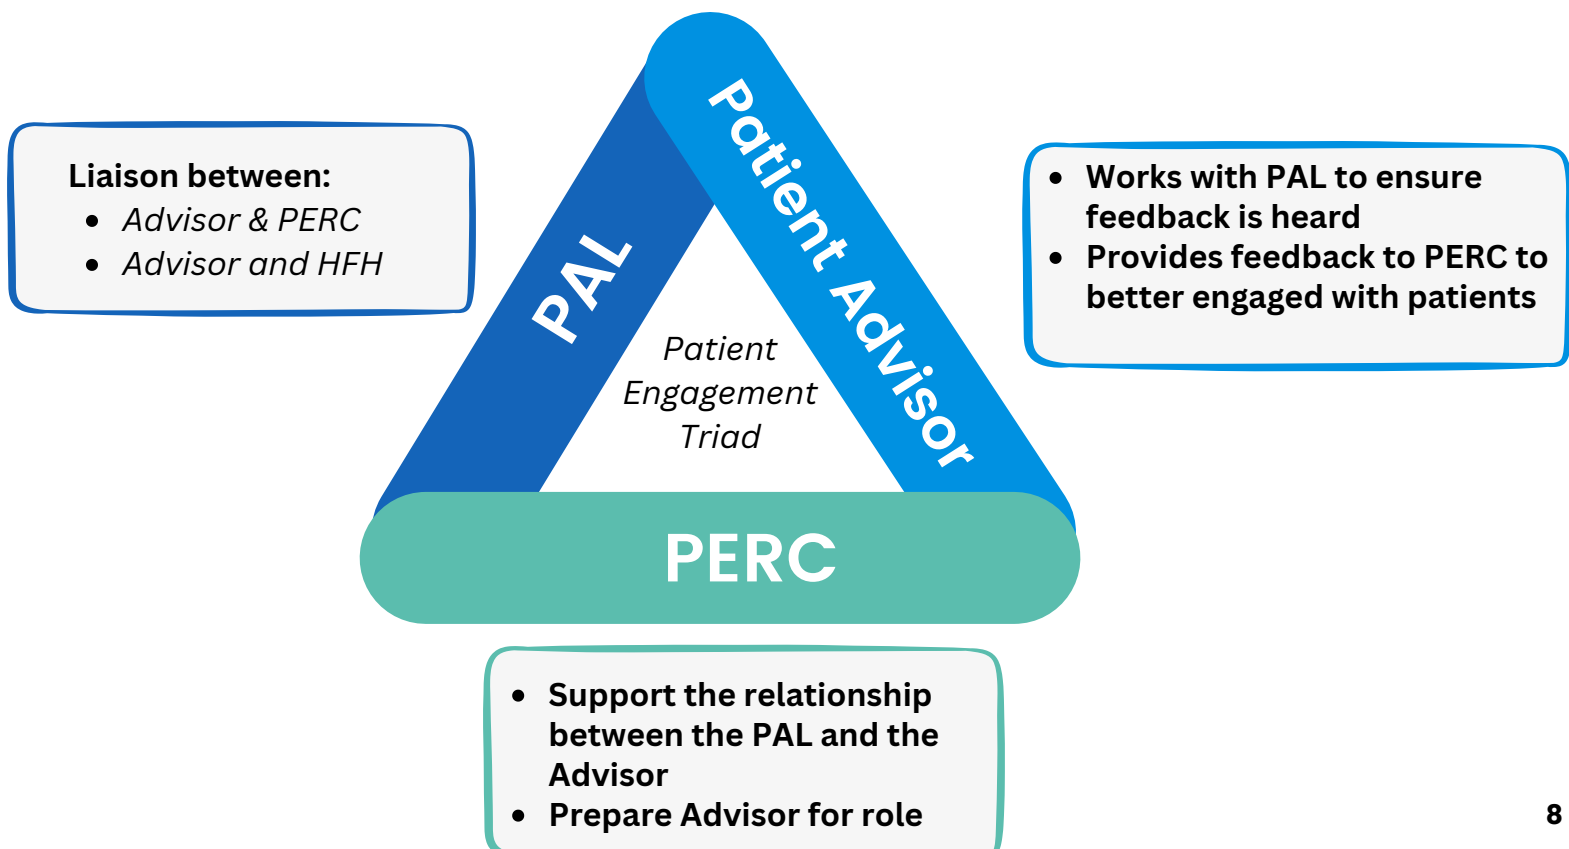 Liaison between:
• Advisor & PERC
• Advisor and HFH
PAL
Patient Advisor
• Works with PAL to ensure
feedback is heard
• Provides feedback to PERC to
better engaged with patients
Patient
Engagement
Triad
PERC
• Support the relationship
between the PAL and the
Advisor
• Prepare Advisor for role
8